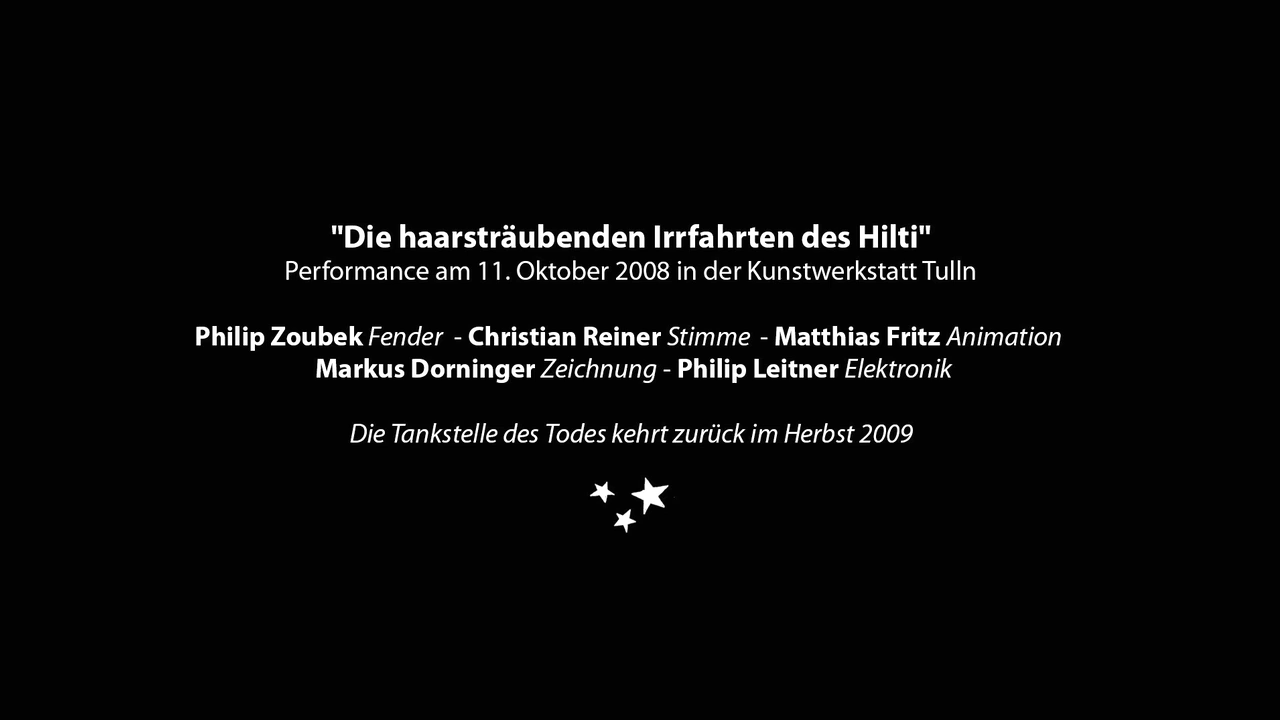 "Die haarsträubenden Irrfahrten des Hilti"
Performance am 11. Oktober 2008 in der Kunstwerkstatt Tulln
Philip Zoubek Fender - Christian Reiner Stimme - Matthias Fritz Animation
Markus Dorninger Zeichnung - Philip Leitner Elektronik
Die Tankstelle des Todes kehrt zurück im Herbst 2009